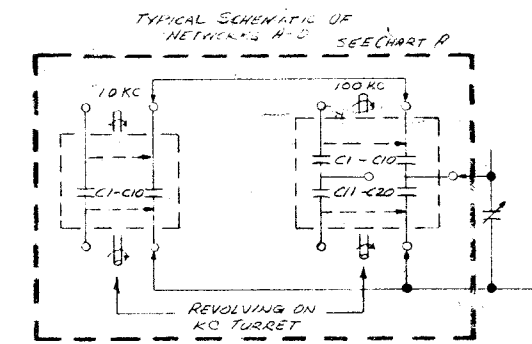 TYPICAL SCHEMATIC OF
NETWORKS A-D
SEE CHART A
10 KC
100 KC
C1-C10
C1-C10
C11-C20
REVOLVING ON
KC TURRET